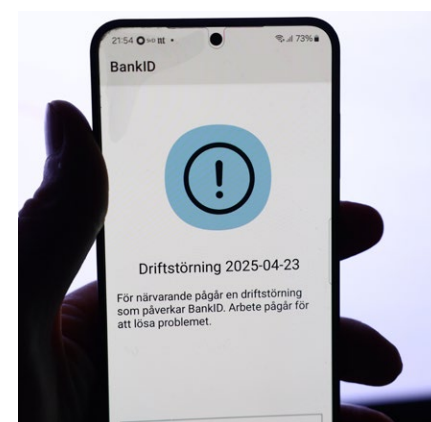 21:54
73%
BankID
Driftstörning 2025-04-23
För närvarande pågår en driftstörning
som påverkar BankID. Arbete pågår för
att lösa problemet.